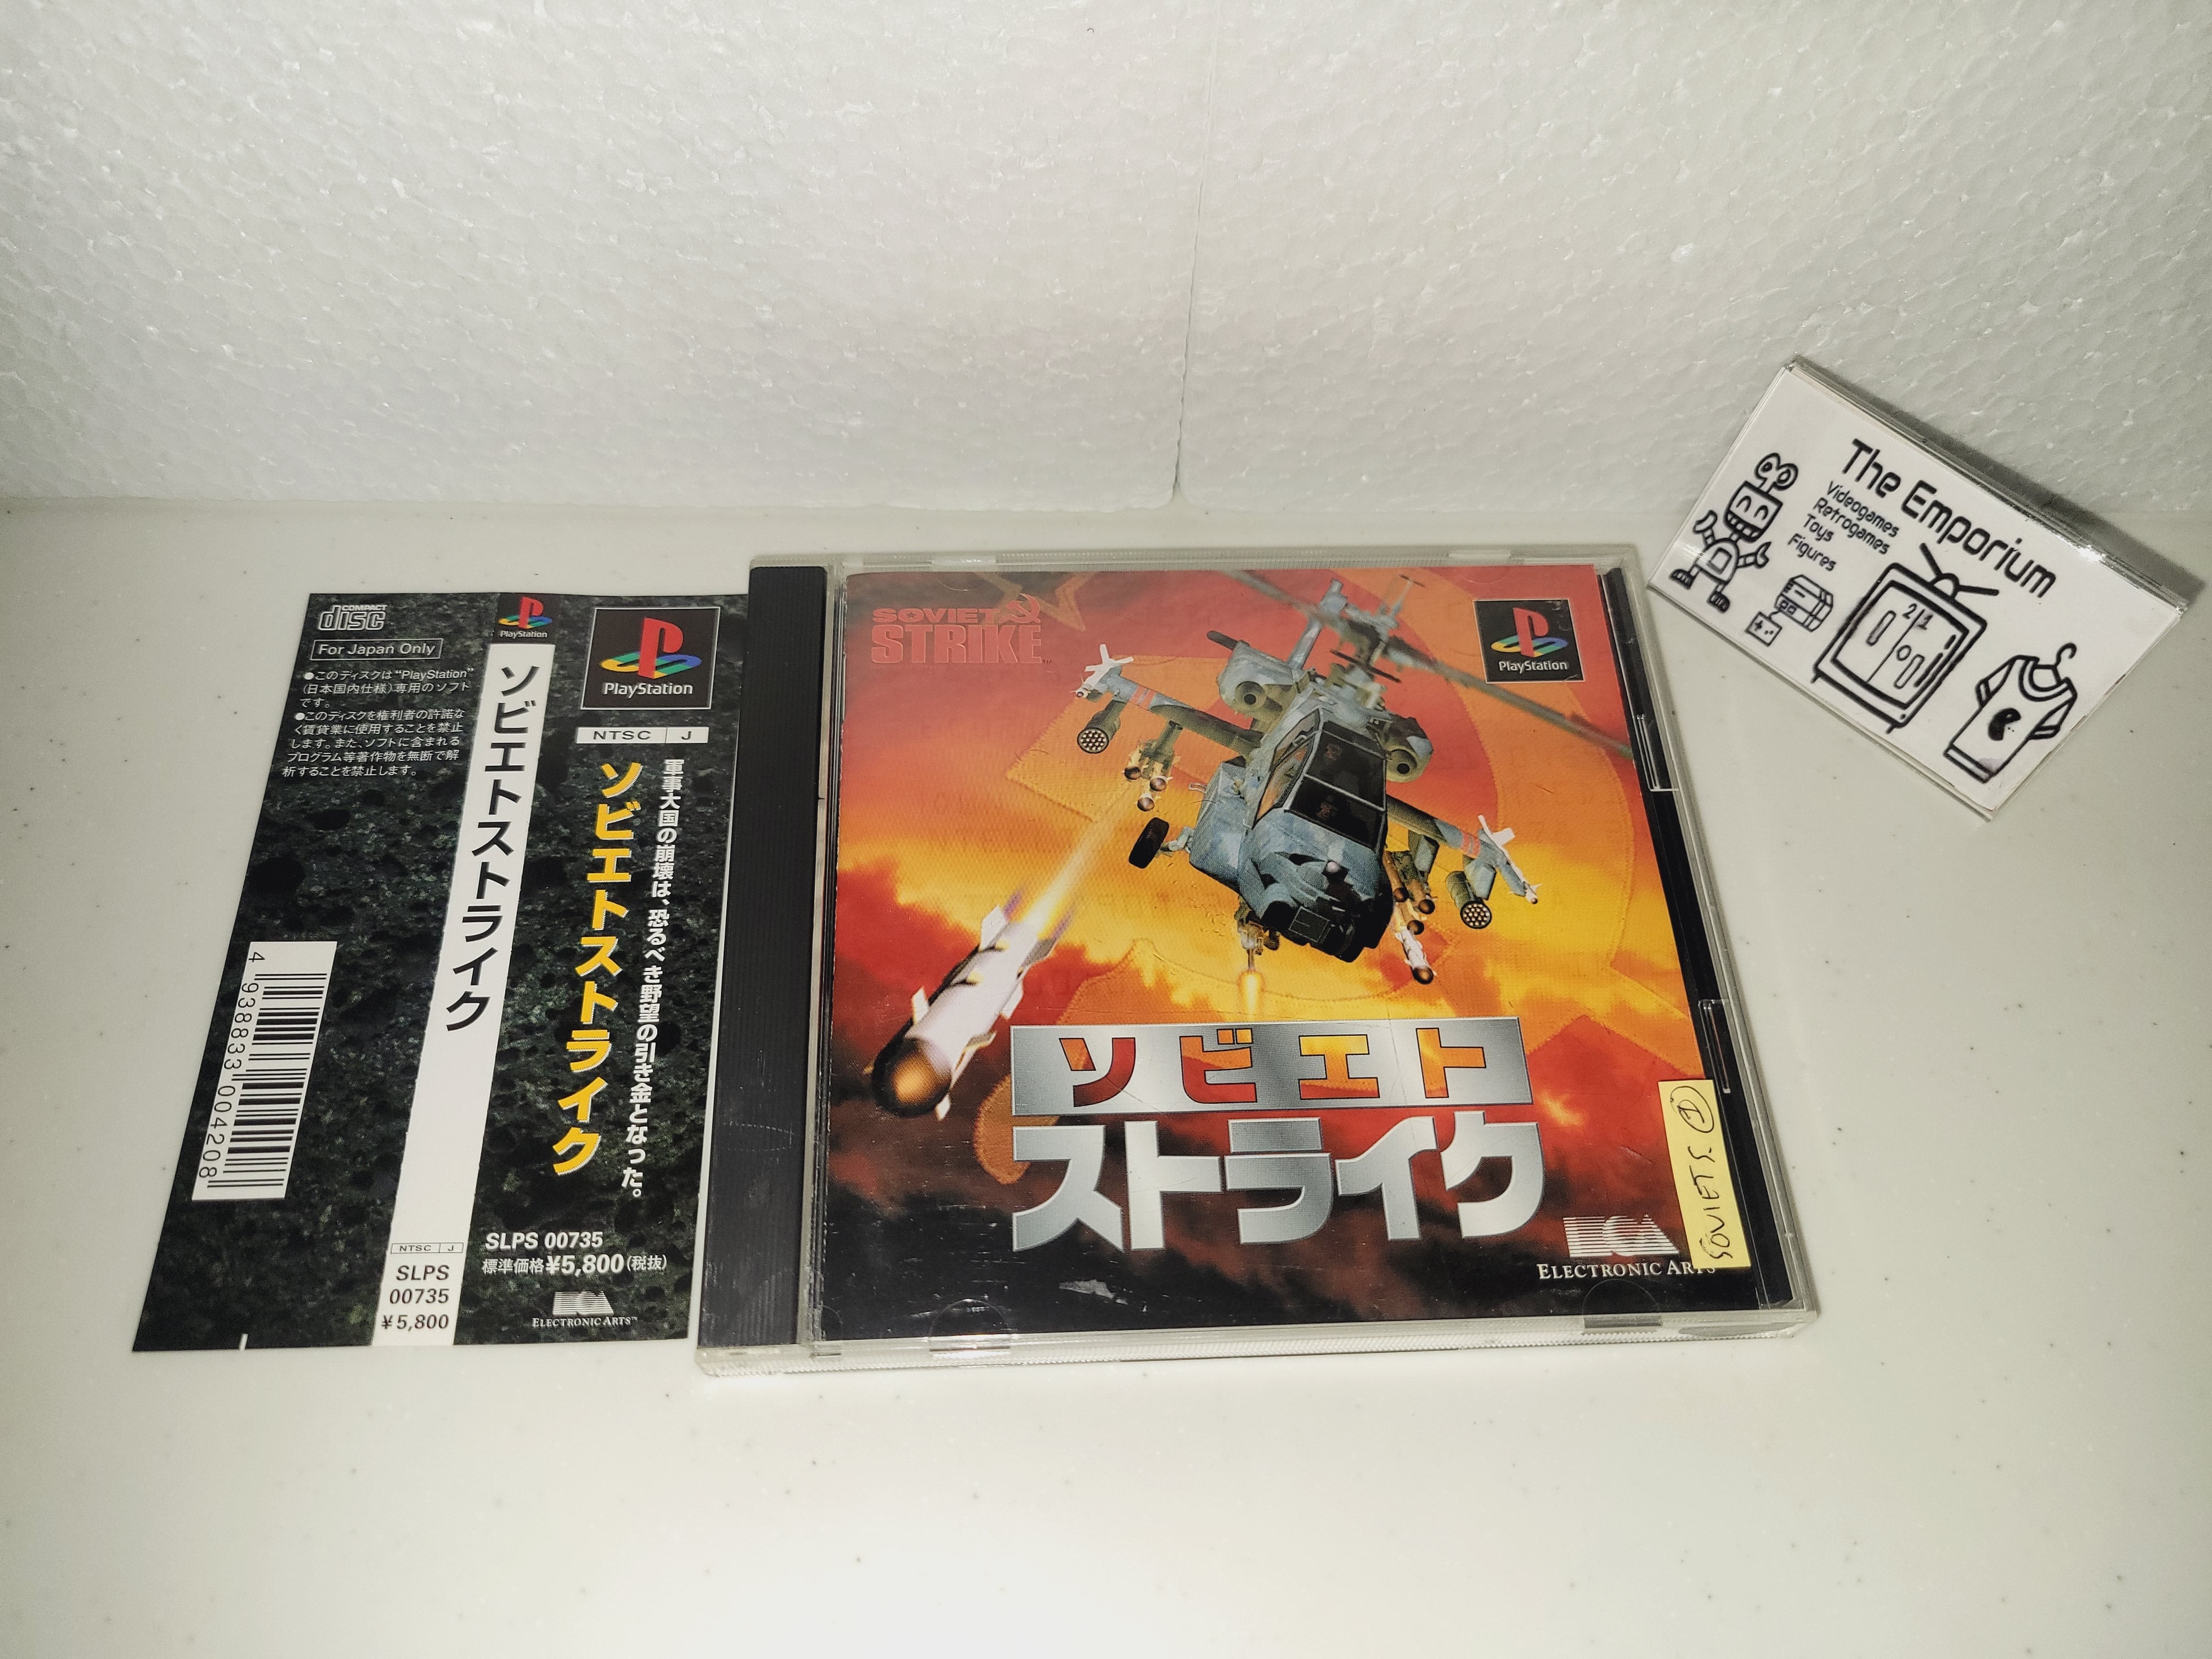 COMPACT
disc
For Japan Only
●このディスクは"PlayStation"
(日本国内仕様)専用のソフト
です。
●このディスクを権利者の許諾な
く賃貸業に使用することを禁止
します。また、ソフトに含まれる
プログラム等著作物を無断で解
析することを禁止します。
4 938833 004208
PlayStation
ソビエトストライク
NTSC J
SLPS
00735
¥5,800
PlayStation
NTSC J
軍事大国の崩壊は、恐るべき野望の引き金となった。
ソビエトストライク
SLPS 00735
標準価格¥5,800(税抜)
ELECTRONIC ARTS™
SOVIET
STRIKE™
PlayStation
ソビエト
ストライク
ELECTRONIC ARTS
SOVIET S
The Emporium
Videogames
Retrogames
Toys
Figures
21